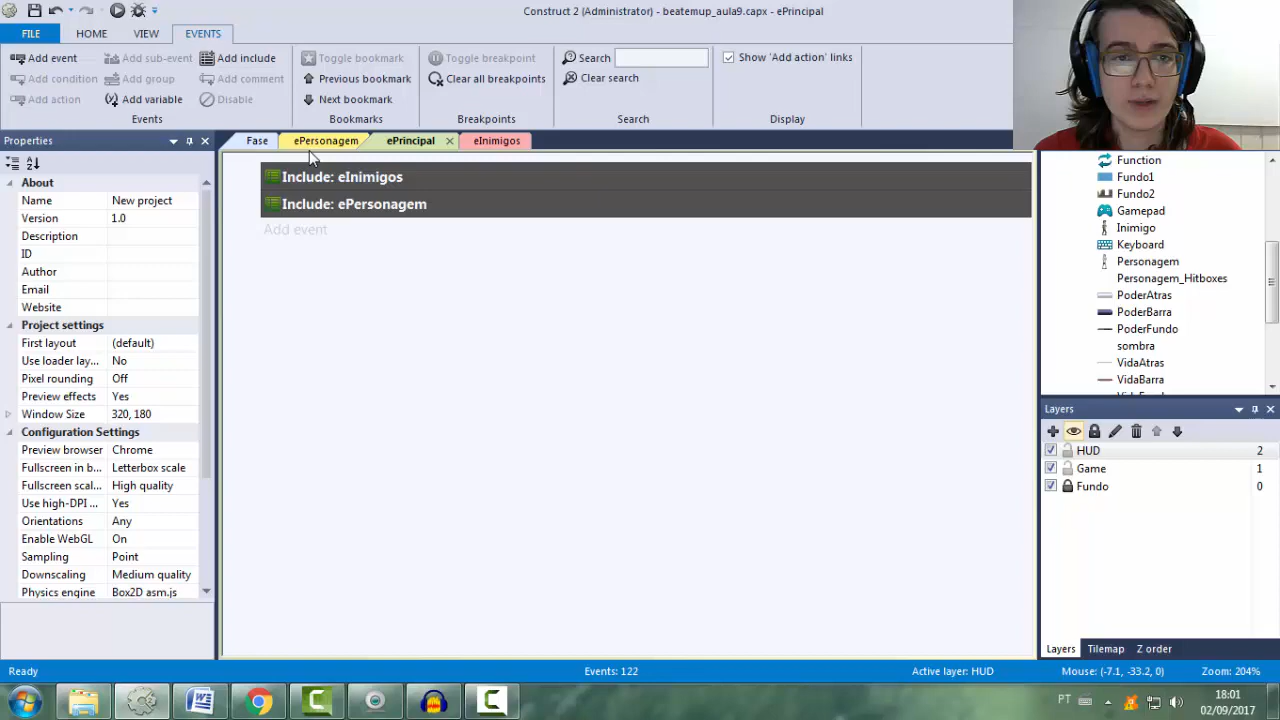 Construct 2 (Administrator) - beatemup_aula9.capx - ePrincipal
FILE HOME VIEW EVENTS
Add event Add sub-event Add include
Add condition Add group Add comment
Add action Add variable Disable
Events
Toggle bookmark
Previous bookmark
Next bookmark
Bookmarks
Toggle breakpoint
Clear all breakpoints
Breakpoints
Search
Clear search
Search
Show 'Add action' links
Display
Properties
About
Name New project
Version 1.0
Description
ID
Author
Email
Website
Project settings
First layout (default)
Use loader lay... No
Pixel rounding Off
Preview effects Yes
Window Size 320, 180
Configuration Settings
Preview browser Chrome
Fullscreen in b... Letterbox scale
Fullscreen scal... High quality
Use high-DPI ... Yes
Orientations Any
Enable WebGL On
Sampling Point
Downscaling Medium quality
Physics engine Box2D asm.js
Fase ePersonagem ePrincipal eInimigos
Include: eInimigos
Include: ePersonagem
Add event
Function
Fundo1
Fundo2
Gamepad
Inimigo
Keyboard
Personagem
Personagem_Hitboxes
PoderAtras
PoderBarra
PoderFundo
sombra
VidaAtras
VidaBarra
Layers
HUD 2
Game 1
Fundo 0
Layers Tilemap Z order
Ready Events: 122 Active layer: HUD Mouse: (-7.1, -33.2, 0) Zoom: 204%
PT
18:01
02/09/2017